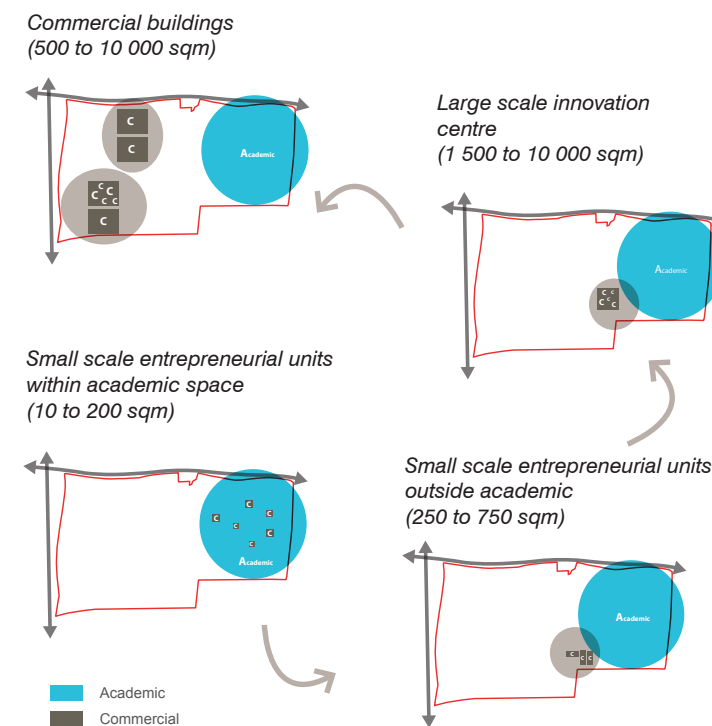 Commercial buildings
(500 to 10 000 sqm)
C
C
Academic
C
C
C
C
C
C
C
Large scale innovation
centre
(1 500 to 10 000 sqm)
Academic
C
C
C
C
C
C
Small scale entrepreneurial units
within academic space
(10 to 200 sqm)
C
C
C
C
C
C
Academic
Small scale entrepreneurial units
outside academic
(250 to 750 sqm)
Academic
C
C
C
Academic
Commercial